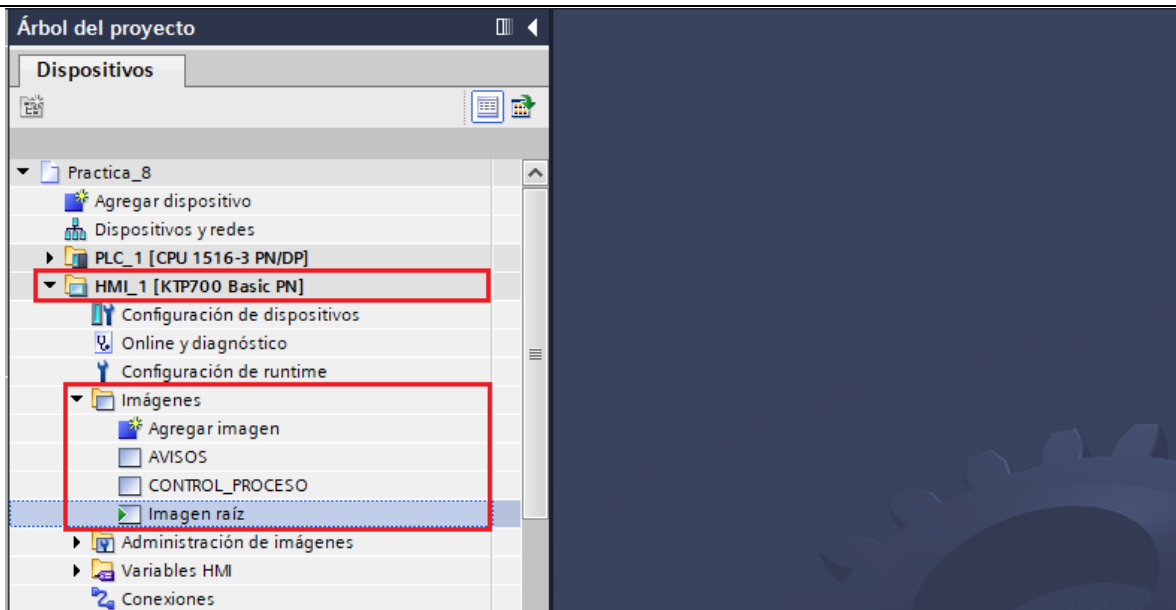 Árbol del proyecto
Dispositivos
Practica_8
Agregar dispositivo
Dispositivos y redes
PLC_1 [CPU 1516-3 PN/DP]
HMI_1 [KTP700 Basic PN]
Configuración de dispositivos
Online y diagnóstico
Configuración de runtime
Imágenes
Agregar imagen
AVISOS
CONTROL_PROCESO
Imagen raíz
Administración de imágenes
Variables HMI
Conexiones